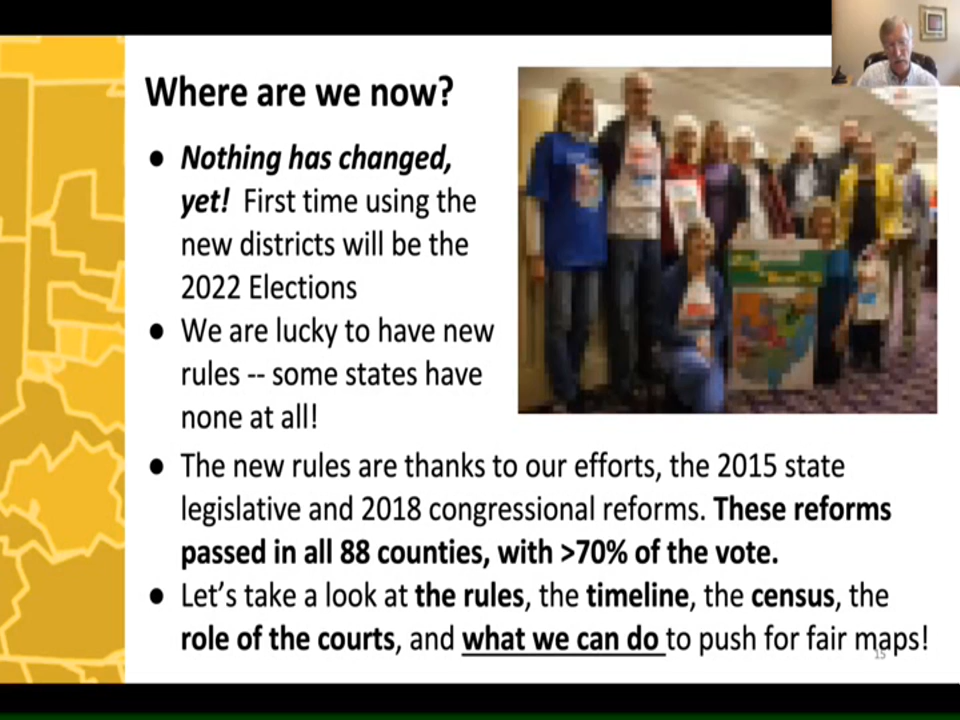 Where are we now?
● Nothing has changed,
yet! First time using the
new districts will be the
2022 Elections
● We are lucky to have new
rules -- some states have
none at all!
● The new rules are thanks to our efforts, the 2015 state
legislative and 2018 congressional reforms. These reforms
passed in all 88 counties, with >70% of the vote.
● Let's take a look at the rules, the timeline, the census, the
role of the courts, and what we can do to push for fair maps!
15